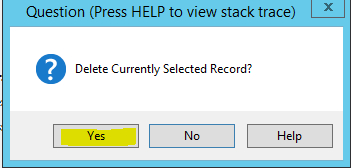 Question (Press HELP to view stack trace)
x
Delete Currently Selected Record?
Yes No Help